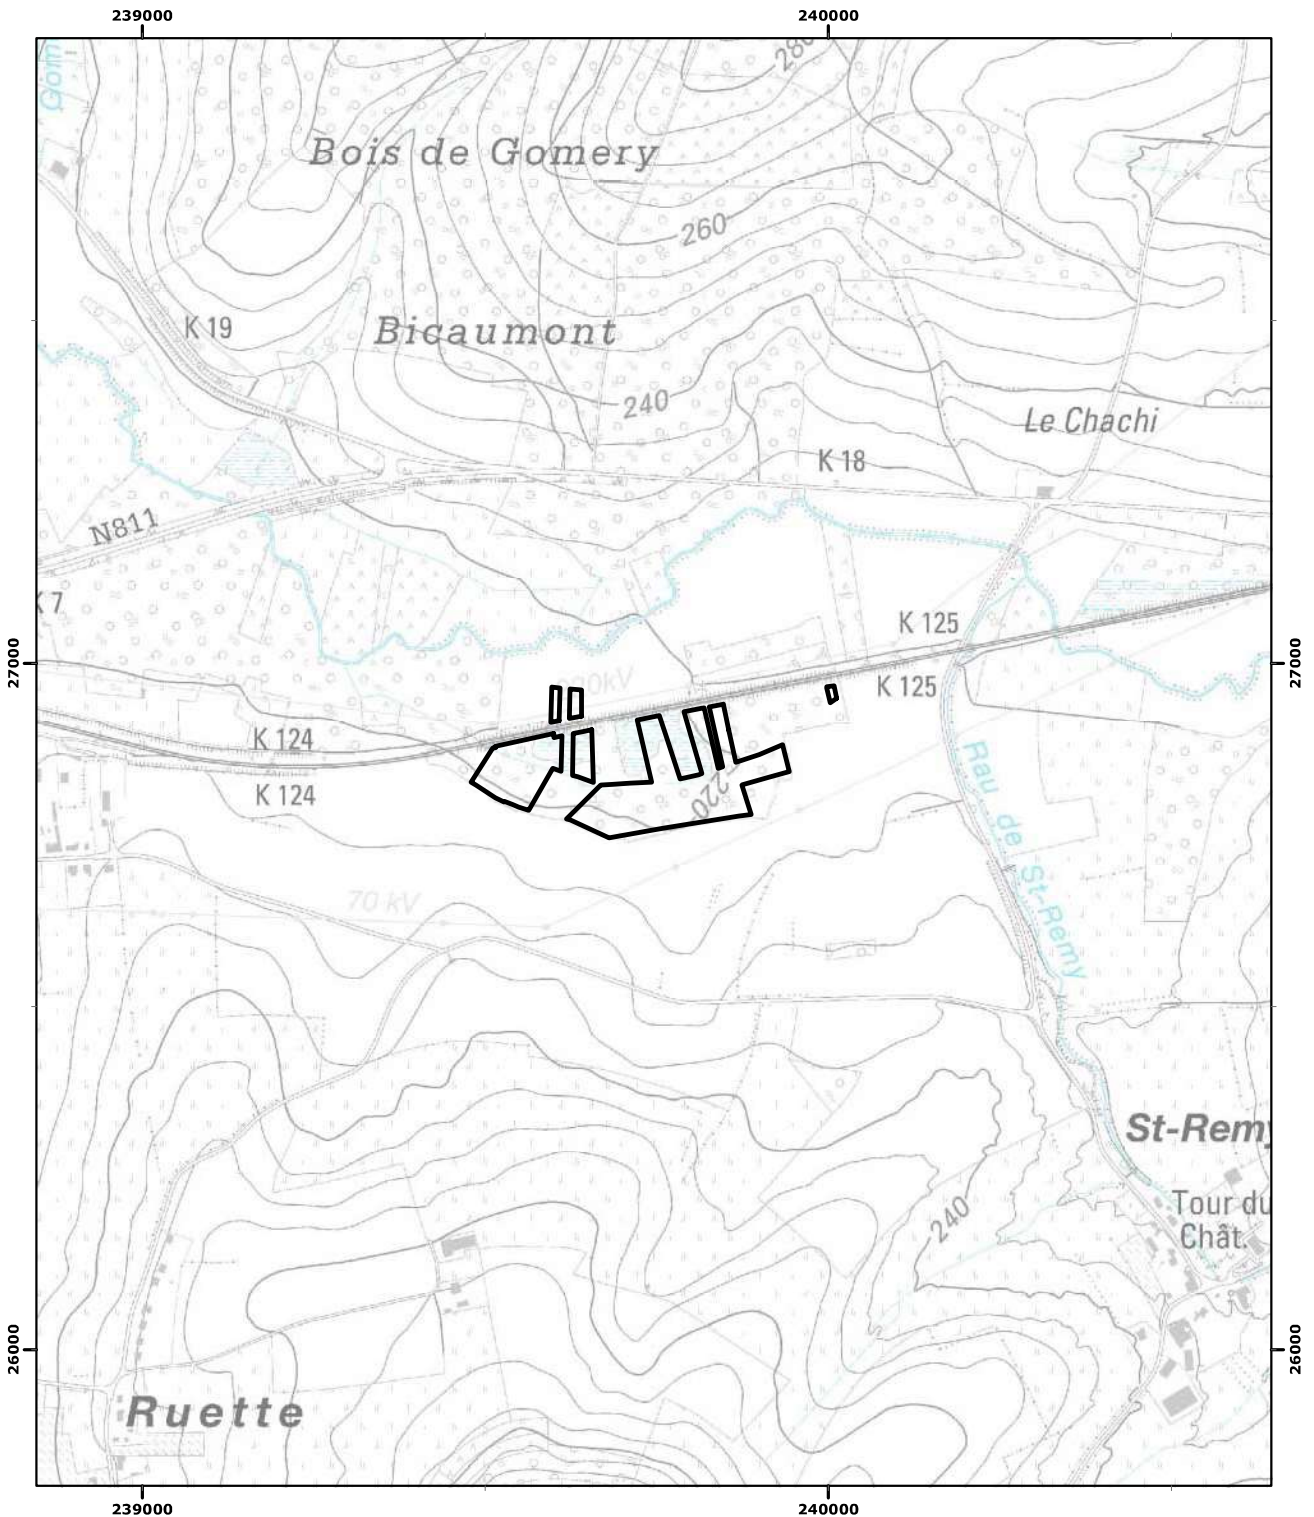 239000
240000
Gom
280
Bois de Gomery
260
K 19
Bicaumont
240
Le Chachi
K 18
N811
K 7
K 125
27000
27000
K 125
K 124
K 124
220
Rau de St-Remy
70 kV
St-Remy
Tour du
Chât.
240
26000
26000
Ruette
239000
240000